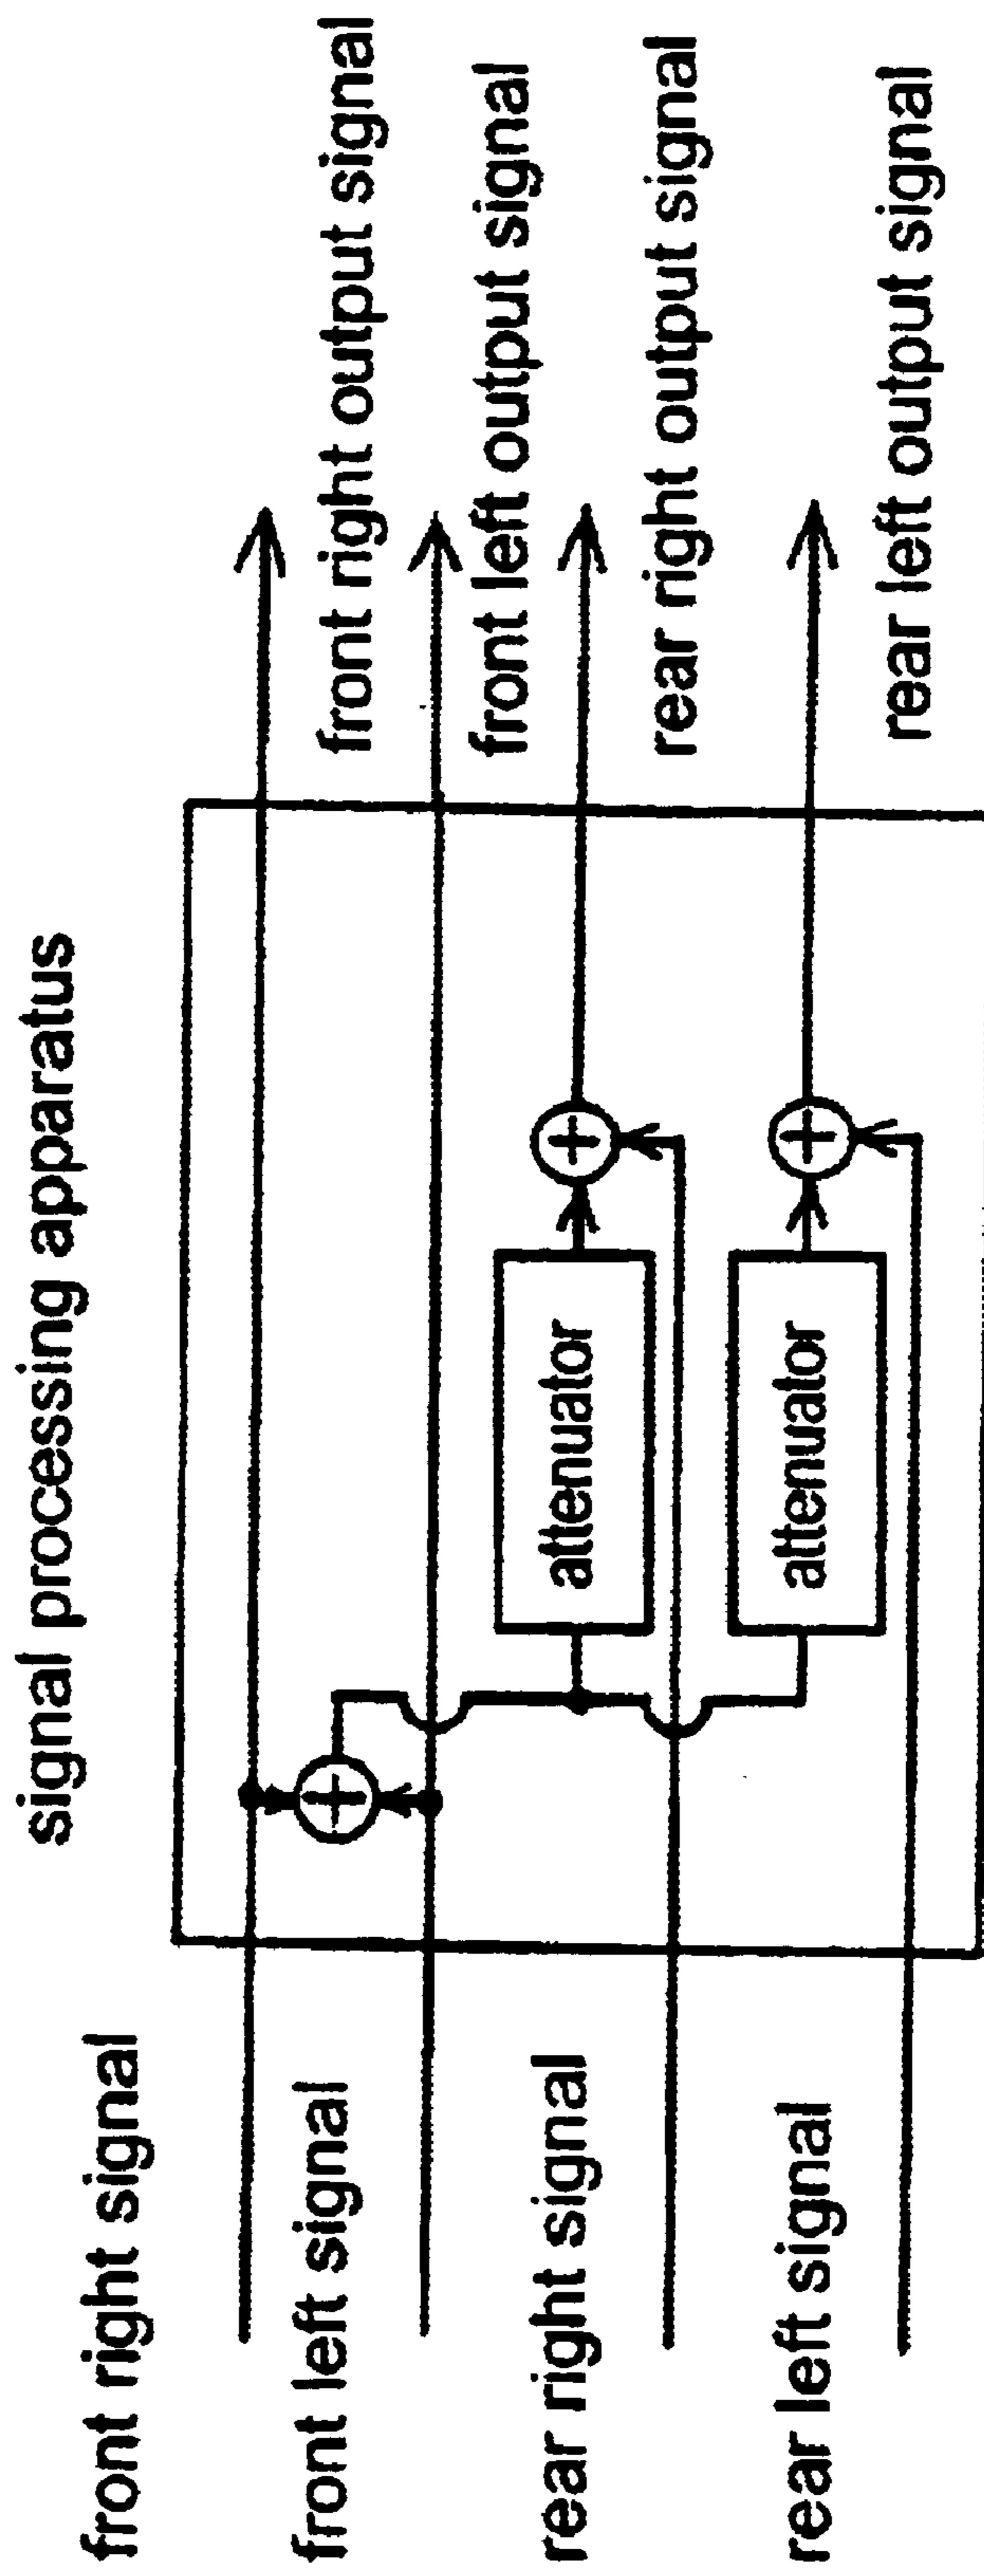 signal processing apparatus
front right signal
front left signal
rear right signal
rear left signal
attenuator
attenuator
front right output signal
front left output signal
rear right output signal
rear left output signal